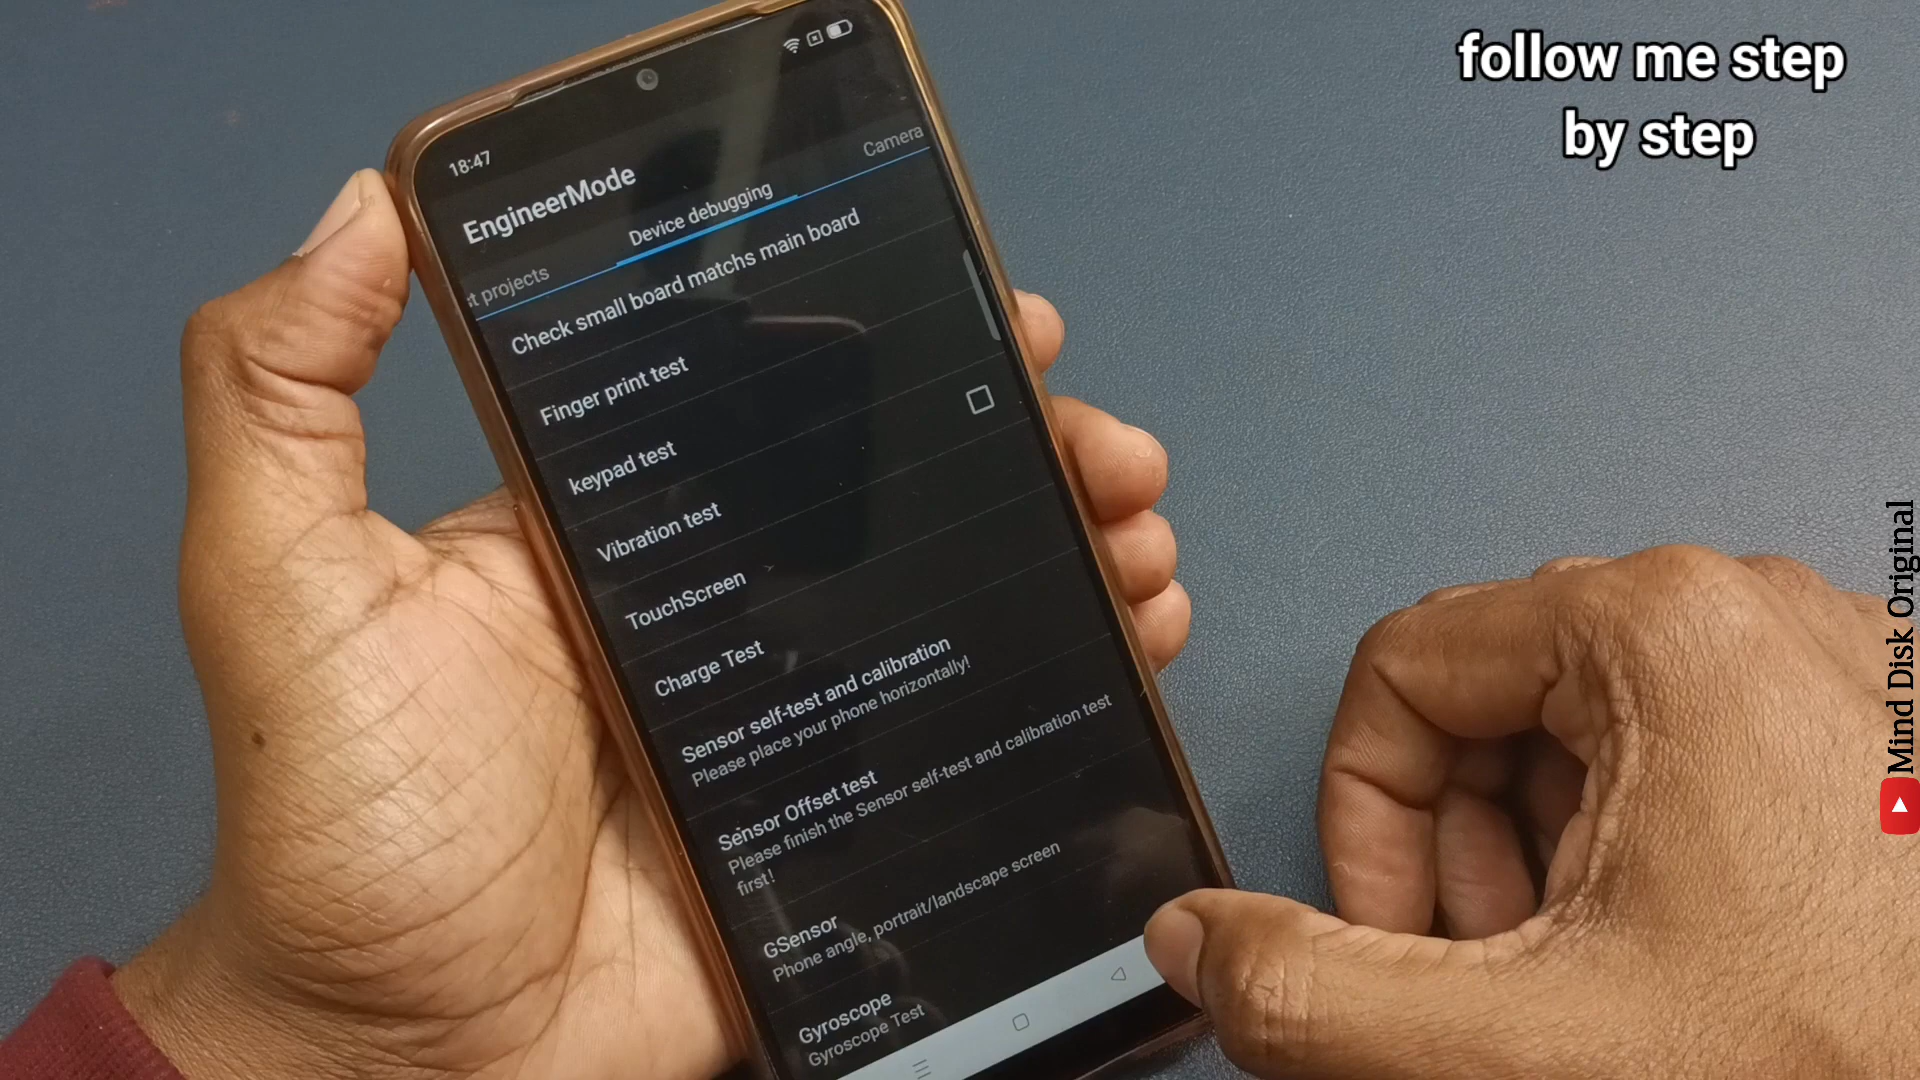 follow me step
by step
18:47
EngineerMode
t projects
Device debugging
Camera
Check small board matchs main board
Finger print test
keypad test
Vibration test
TouchScreen
Charge Test
Sensor self-test and calibration
Please place your phone horizontally!
Sensor Offset test
Please finish the Sensor self-test and calibration test
first!
GSensor
Phone angle, portrait/landscape screen
Gyroscope
Gyroscope Test
Mind Disk Original